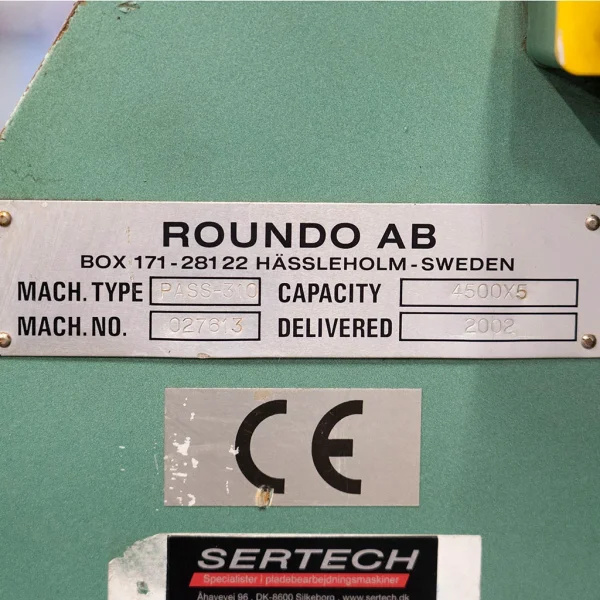 ROUNDO AB
BOX 171-281 22 HÄSSLEHOLM-SWEDEN
MACH. TYPE PASS-310 CAPACITY 4500X5
MACH. NO. 027613 DELIVERED 2002
CE
SERTECH
Specialister i pladebearbejdningsmaskiner
Åhavevej 96 . DK-8600 Silkeborg . www.sertech.dk